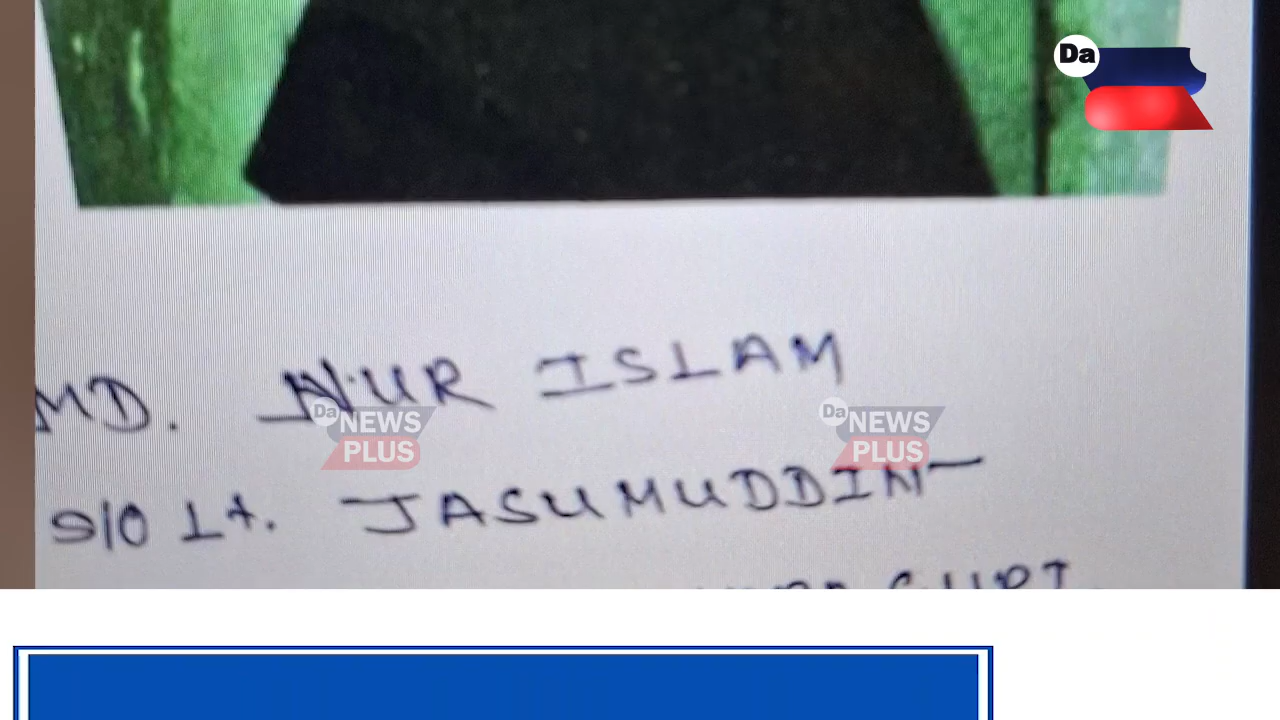 Da
MD. NUR ISLAM
Da
NEWS
PLUS
Da
NEWS
PLUS
S/O Lt. JASUMUDDIN